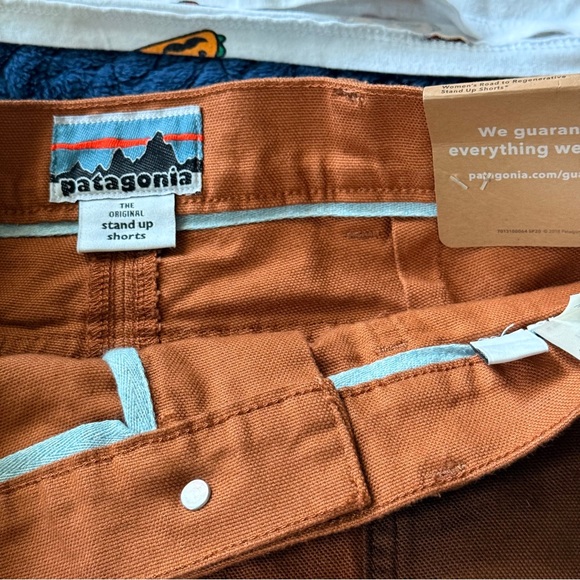 patagonia
THE
ORIGINAL
stand up
shorts
Women's Road to Regenerative
Stand Up Shorts
We guaran
everything we
patagonia.com/gua